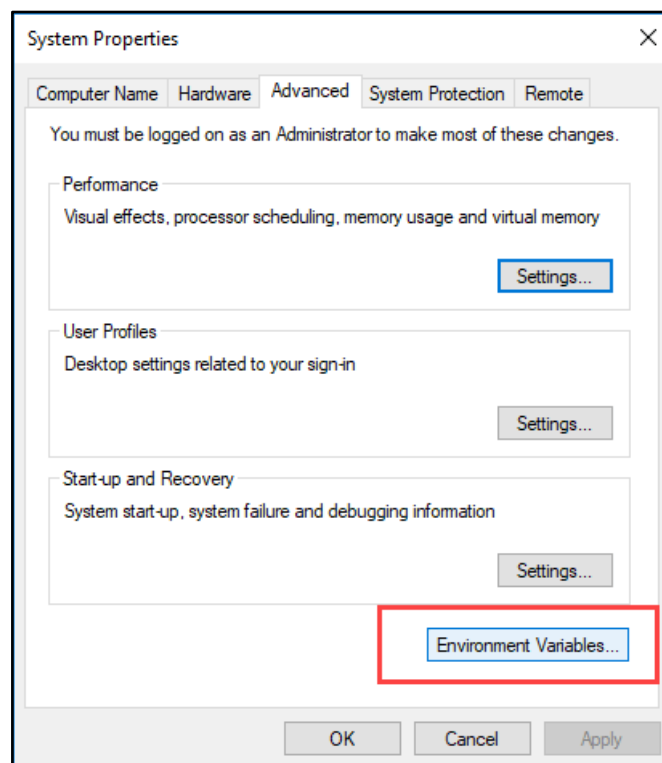 System Properties
Computer Name Hardware Advanced System Protection Remote
You must be logged on as an Administrator to make most of these changes.
Performance
Visual effects, processor scheduling, memory usage and virtual memory
Settings...
User Profiles
Desktop settings related to your sign-in
Settings...
Start-up and Recovery
System start-up, system failure and debugging information
Settings...
Environment Variables...
OK Cancel Apply